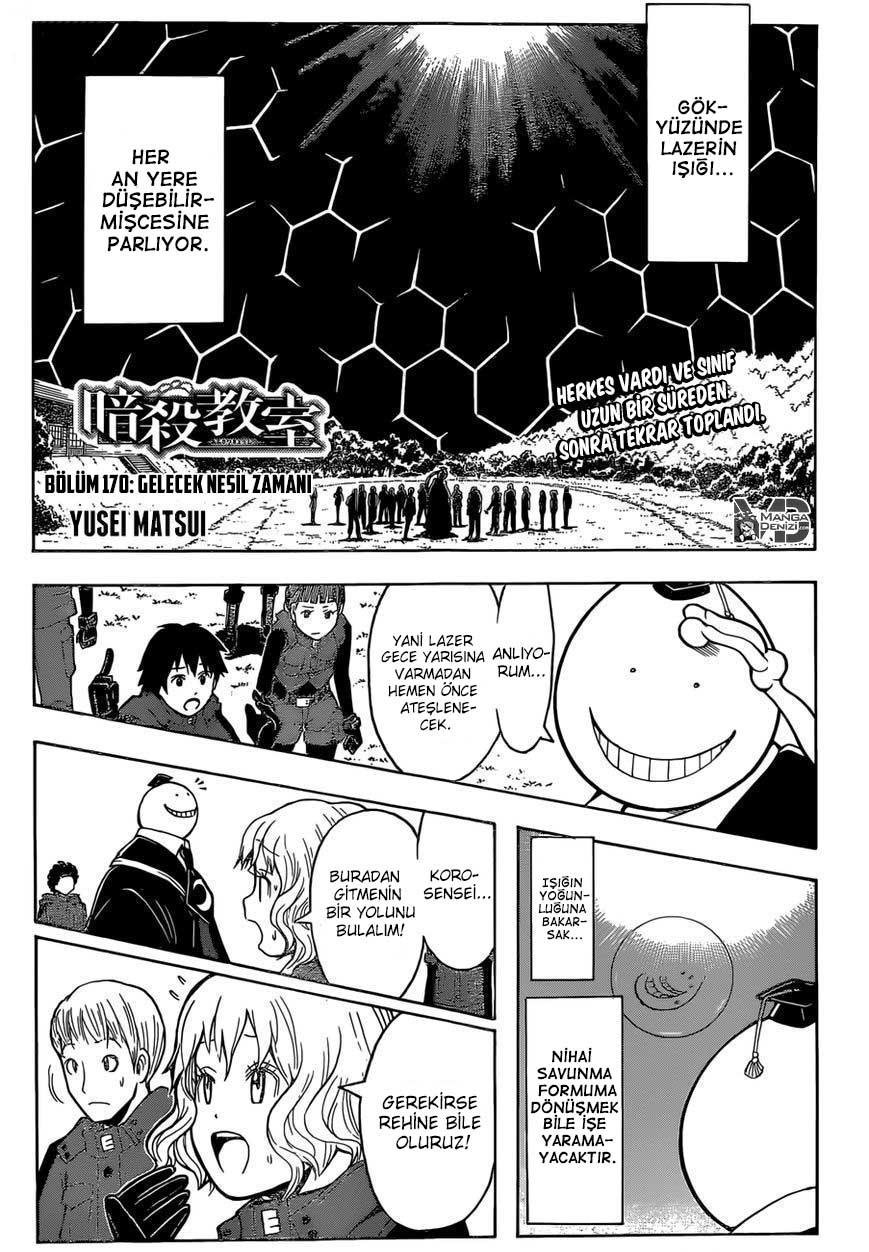 GÖK-
YÜZÜNDE
LAZERİN
IŞIĞI...
HER
AN YERE
DÜŞEBİLİR-
MİŞCESİNE
PARLIYOR.
HERKES VARDI VE SINIF
UZUN BİR SÜREDEN
SONRA TEKRAR TOPLANDI.
暗殺教室
BÖLÜM 170: GELECEK NESİL ZAMANI
YUSEI MATSUI
MANGA
DENİZİ
ANLIYO-
RUM...
YANİ LAZER
GECE YARISINA
VARMADAN
HEMEN ÖNCE
ATEŞLENE-
CEK.
IŞIĞIN
YOĞUN-
LUĞUNA
BAKAR-
SAK...
NİHAİ
SAVUNMA
FORMUMA
DÖNÜŞMEK
BİLE İŞE
YARAMA-
YACAKTIR.
KORO-
SENSEİ...
BURADAN
GİTMENİN
BİR YOLUNU
BULALIM!
GEREKİRSE
REHİNE BİLE
OLURUZ!
E
E